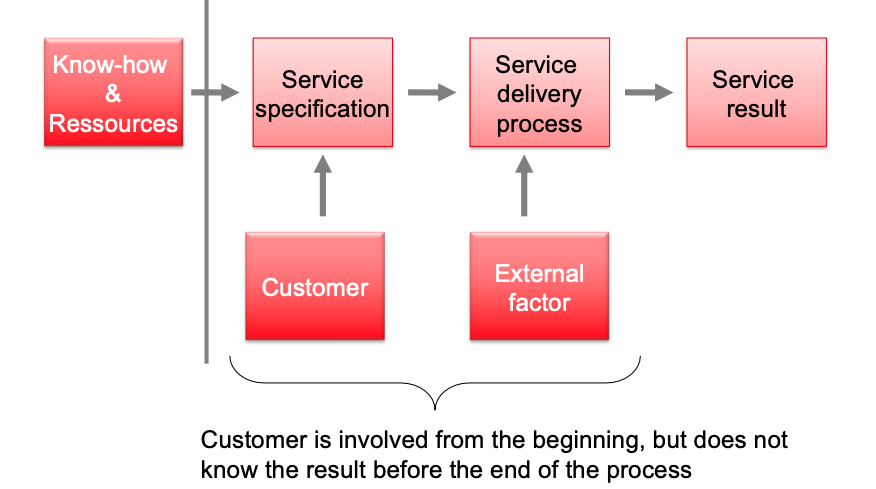 Know-how
&
Ressources
Service
specification
Service
delivery
process
Service
result
Customer
External
factor
Customer is involved from the beginning, but does not
know the result before the end of the process